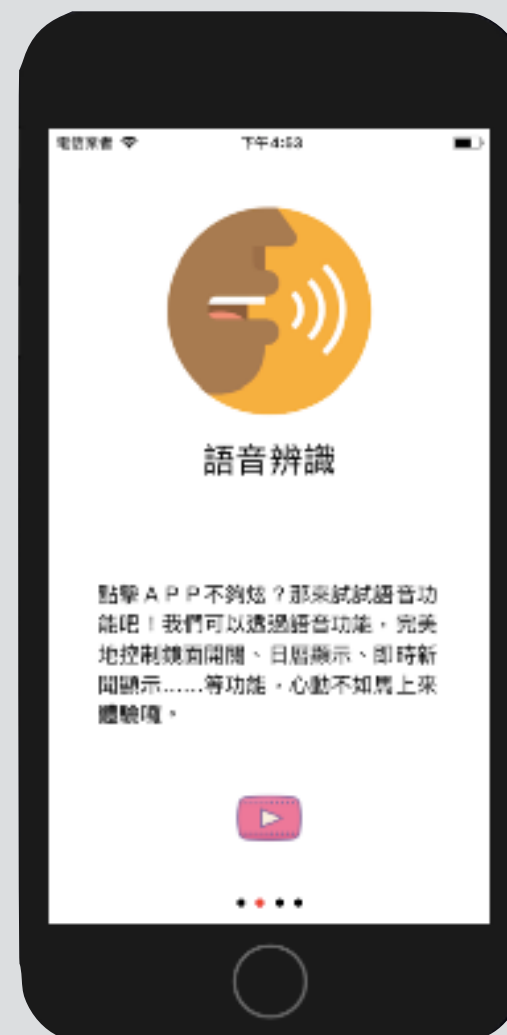 電信業者 下午4:53
語音辨識
點擊ＡＰＰ不夠炫？那來試試語音功
能吧！我們可以透過語音功能，完美
地控制鏡面開關、日曆顯示、即時新
聞顯示......等功能，心動不如馬上來
體驗喔。